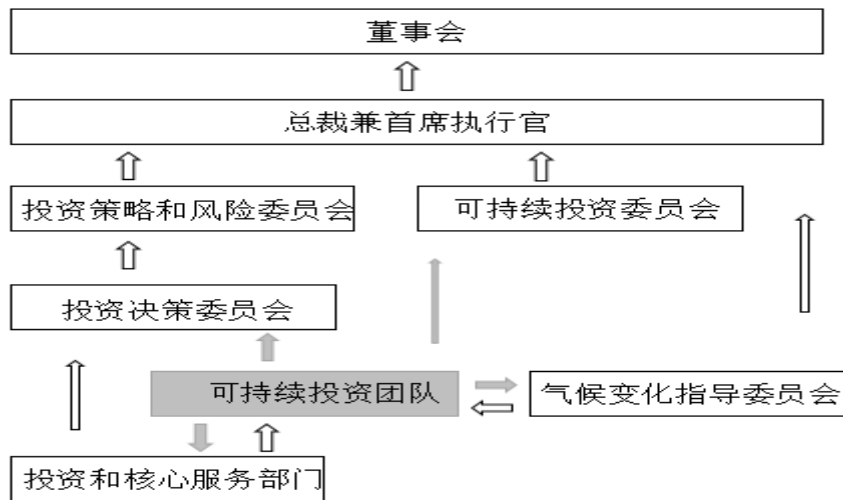 董事会
总裁兼首席执行官
投资策略和风险委员会
可持续投资委员会
投资决策委员会
可持续投资团队
气候变化指导委员会
投资和核心服务部门